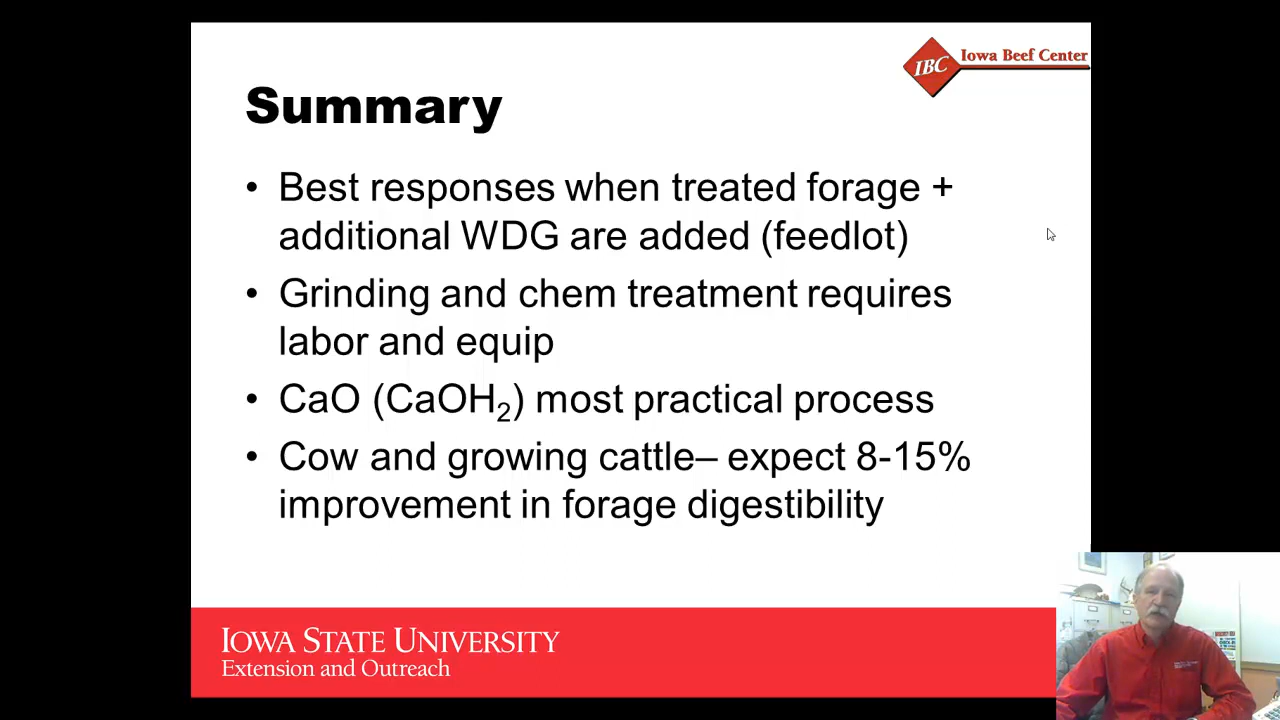 IBC Iowa Beef Center
Summary
• Best responses when treated forage +
additional WDG are added (feedlot)
• Grinding and chem treatment requires
labor and equip
• CaO (CaOH₂) most practical process
• Cow and growing cattle– expect 8-15%
improvement in forage digestibility
IOWA STATE UNIVERSITY
Extension and Outreach